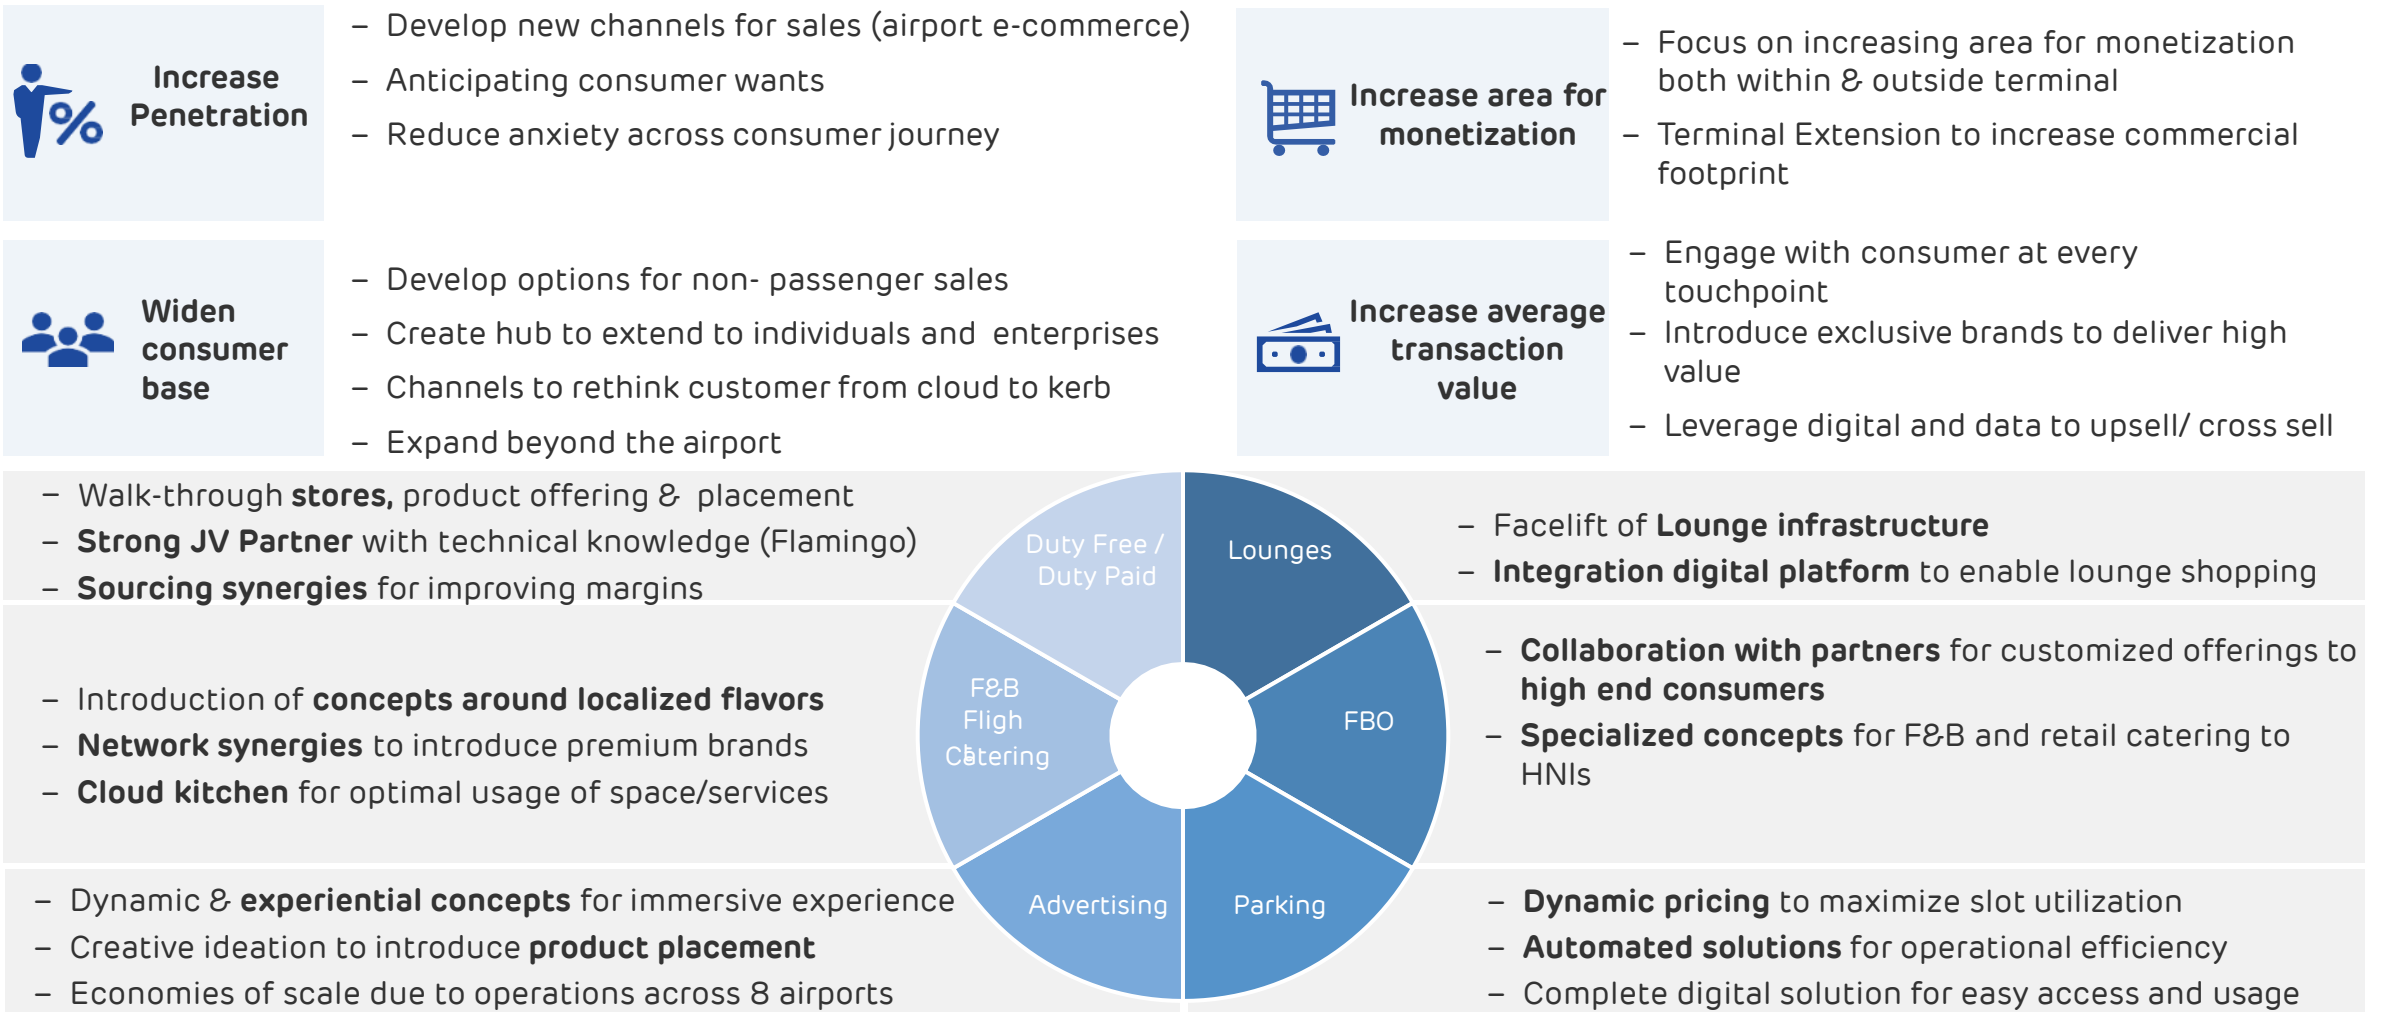 Increase
Penetration
– Develop new channels for sales (airport e-commerce)
– Anticipating consumer wants
– Reduce anxiety across consumer journey
Increase area for
monetization
– Focus on increasing area for monetization
both within & outside terminal
– Terminal Extension to increase commercial
footprint
Widen
consumer
base
– Develop options for non- passenger sales
– Create hub to extend to individuals and enterprises
– Channels to rethink customer from cloud to kerb
– Expand beyond the airport
Increase average
transaction
value
– Engage with consumer at every
touchpoint
– Introduce exclusive brands to deliver high
value
– Leverage digital and data to upsell/ cross sell
– Walk-through stores, product offering & placement
– Strong JV Partner with technical knowledge (Flamingo)
– Sourcing synergies for improving margins
Duty Free /
Duty Paid
Lounges
– Facelift of Lounge infrastructure
– Integration digital platform to enable lounge shopping
– Introduction of concepts around localized flavors
– Network synergies to introduce premium brands
– Cloud kitchen for optimal usage of space/services
F&B
Fligh
t
Catering
FBO
– Collaboration with partners for customized offerings to
high end consumers
– Specialized concepts for F&B and retail catering to
HNIs
– Dynamic & experiential concepts for immersive experience
– Creative ideation to introduce product placement
– Economies of scale due to operations across 8 airports
Advertising
Parking
– Dynamic pricing to maximize slot utilization
– Automated solutions for operational efficiency
– Complete digital solution for easy access and usage